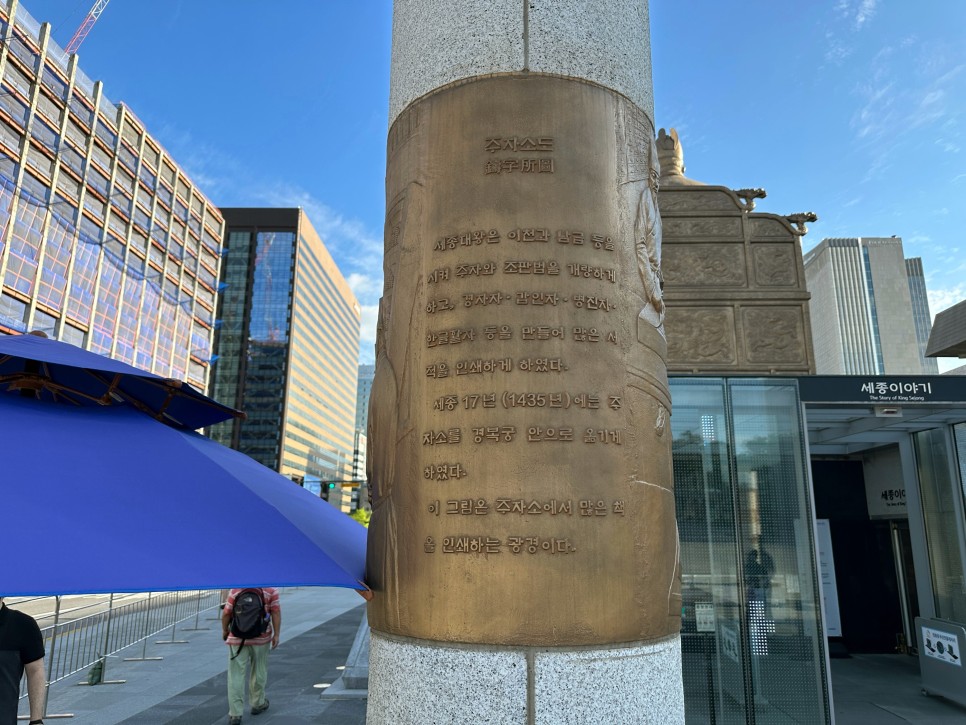 주자소도
鑄字所圖
세종대왕은 이천과 남급 등을
시켜 주자와 조판법을 개량하게
하고, 경자자·갑인자·병진자·
한글활자 등을 만들어 많은 서
적을 인쇄하게 하였다.
세종 17년 (1435년)에는 주
자소를 경복궁 안으로 옮기게
하였다.
이 그림은 주자소에서 많은 책
을 인쇄하는 광경이다.
세종이야기
The Story of King Sejong
세종이야